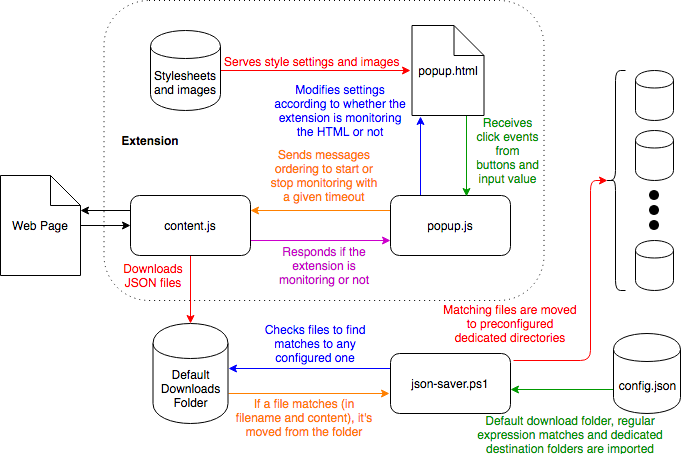 Serves style settings and images
Stylesheets
and images
popup.html
Modifies settings
according to whether the
extension is monitoring
the HTML or not
Receives
click events
from
buttons and
input value
Extension
Sends messages
ordering to start or
stop monitoring with
a given timeout
Web Page
content.js
popup.js
Responds if the
extension is
monitoring or not
Downloads
JSON files
Matching files are moved
to preconfigured
dedicated directories
Checks files to find
matches to any
configured one
Default
Downloads
Folder
json-saver.ps1
config.json
If a file matches (in
filename and content), it's
moved from the folder
Default download folder, regular
expression matches and dedicated
destination folders are imported